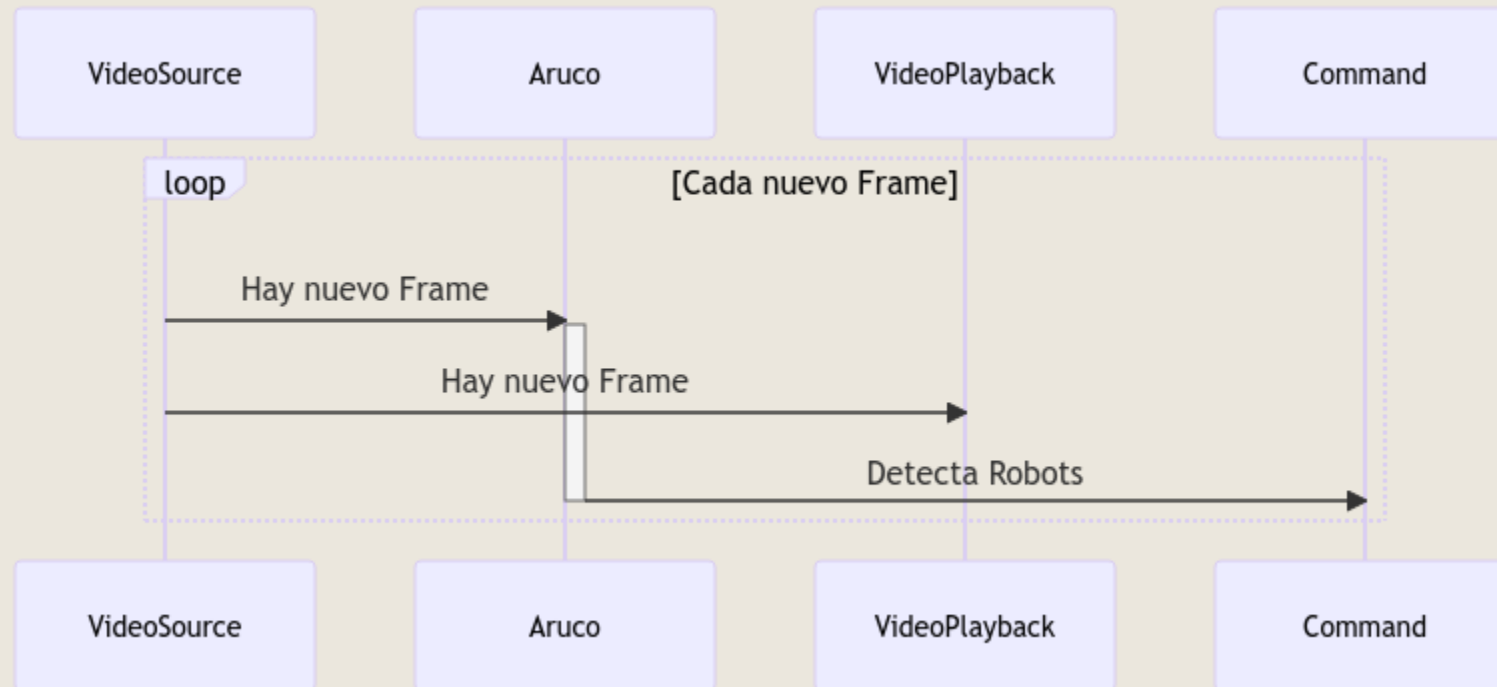 VideoSource
Aruco
VideoPlayback
Command
loop
[Cada nuevo Frame]
Hay nuevo Frame
Hay nuevo Frame
Detecta Robots
VideoSource
Aruco
VideoPlayback
Command